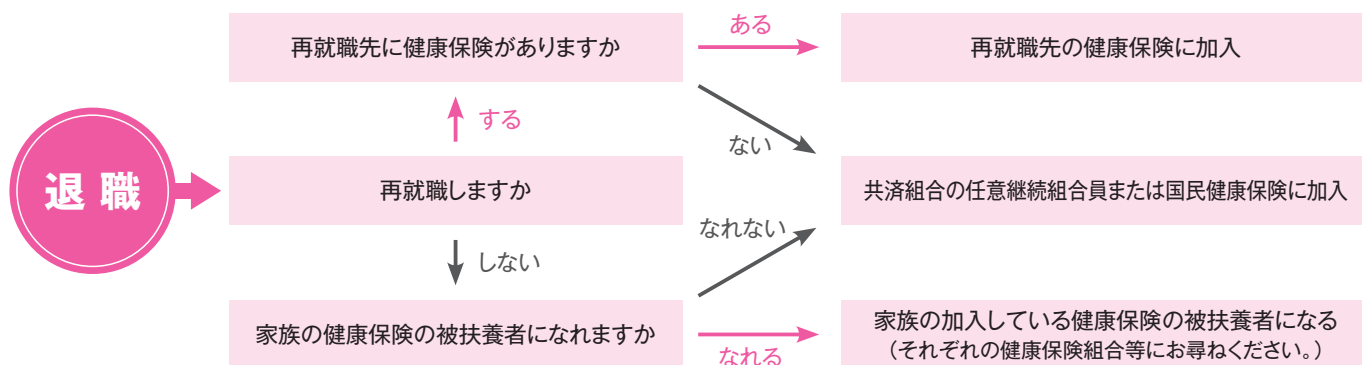 再就職先に健康保険がありますか
ある
再就職先の健康保険に加入
する
ない
退職
再就職しますか
共済組合の任意継続組合員または国民健康保険に加入
なれない
しない
家族の健康保険の被扶養者になれますか
なれる
家族の加入している健康保険の被扶養者になる
（それぞれの健康保険組合等にお尋ねください。）